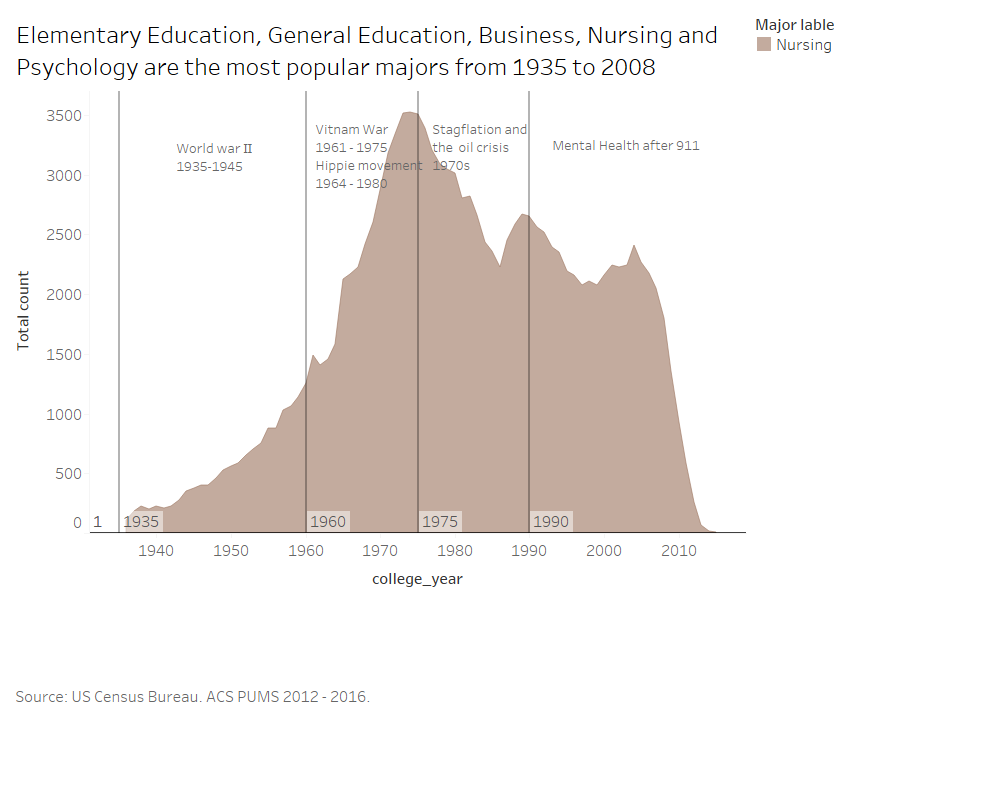 Elementary Education, General Education, Business, Nursing and
Psychology are the most popular majors from 1935 to 2008
Major lable
Nursing
Total count
3500
3000
2500
2000
1500
1000
500
0
World war II
1935-1945
Vitnam War
1961 - 1975
Hippie movement
1964 - 1980
Stagflation and
the oil crisis
1970s
Mental Health after 911
1
1935
1960
1975
1990
1940
1950
1960
1970
1980
1990
2000
2010
college_year
Source: US Census Bureau. ACS PUMS 2012 - 2016.